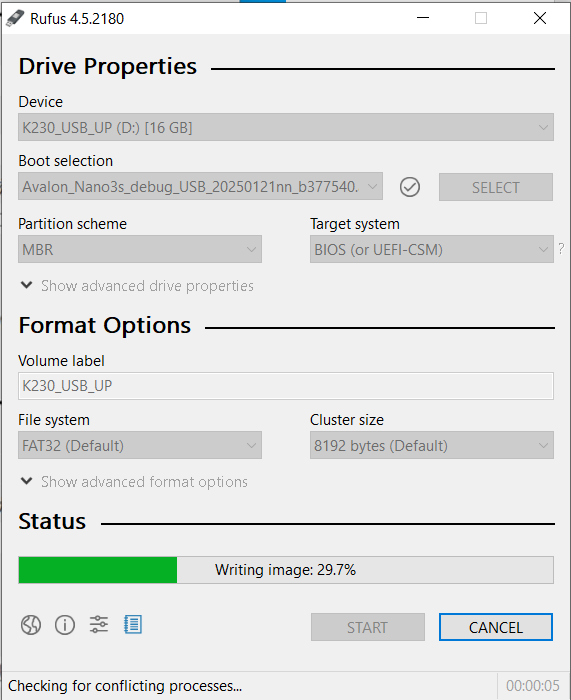 Rufus 4.5.2180
Drive Properties
Device
K230_USB_UP (D:) [16 GB]
Boot selection
Avalon_Nano3s_debug_USB_20250121nn_b377540.
SELECT
Partition scheme
Target system
MBR
BIOS (or UEFI-CSM)
?
Show advanced drive properties
Format Options
Volume label
K230_USB_UP
File system
Cluster size
FAT32 (Default)
8192 bytes (Default)
Show advanced format options
Status
Writing image: 29.7%
START
CANCEL
Checking for conflicting processes...
00:00:05